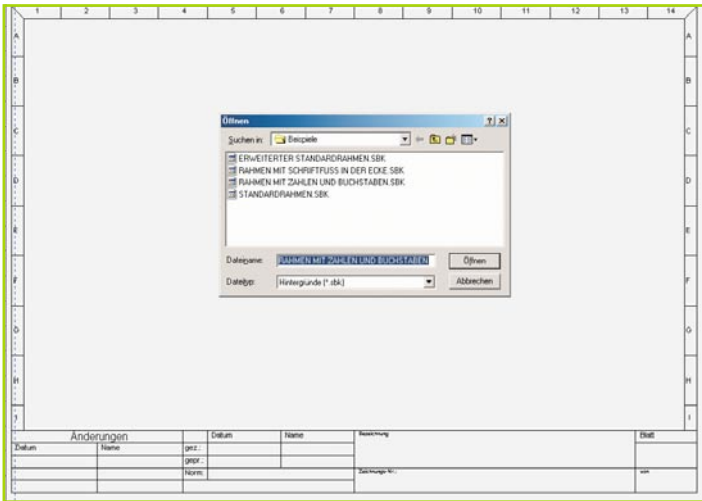 1 2 3 4 5 6 7 8 9 10 11 12 13 14
A A
B B
C C
D D
E E
F F
G G
H H
I I
Öffnen
Suchen in: Beispiele
ERWEITERTER STANDARDRAHMEN.SBK
RAHMEN MIT SCHRIFTFUSS IN DER ECKE.SBK
RAHMEN MIT ZAHLEN UND BUCHSTABEN.SBK
STANDARDRAHMEN.SBK
Dateiname: RAHMEN MIT ZAHLEN UND BUCHSTABEN
Öffnen
Dateityp: Hintergründe (*.sbk)
Abbrechen
Änderungen Datum Name Bezeichnung Blatt
Datum Name gez.:
gepr.:
Norm: Zeichnungs-Nr.: von